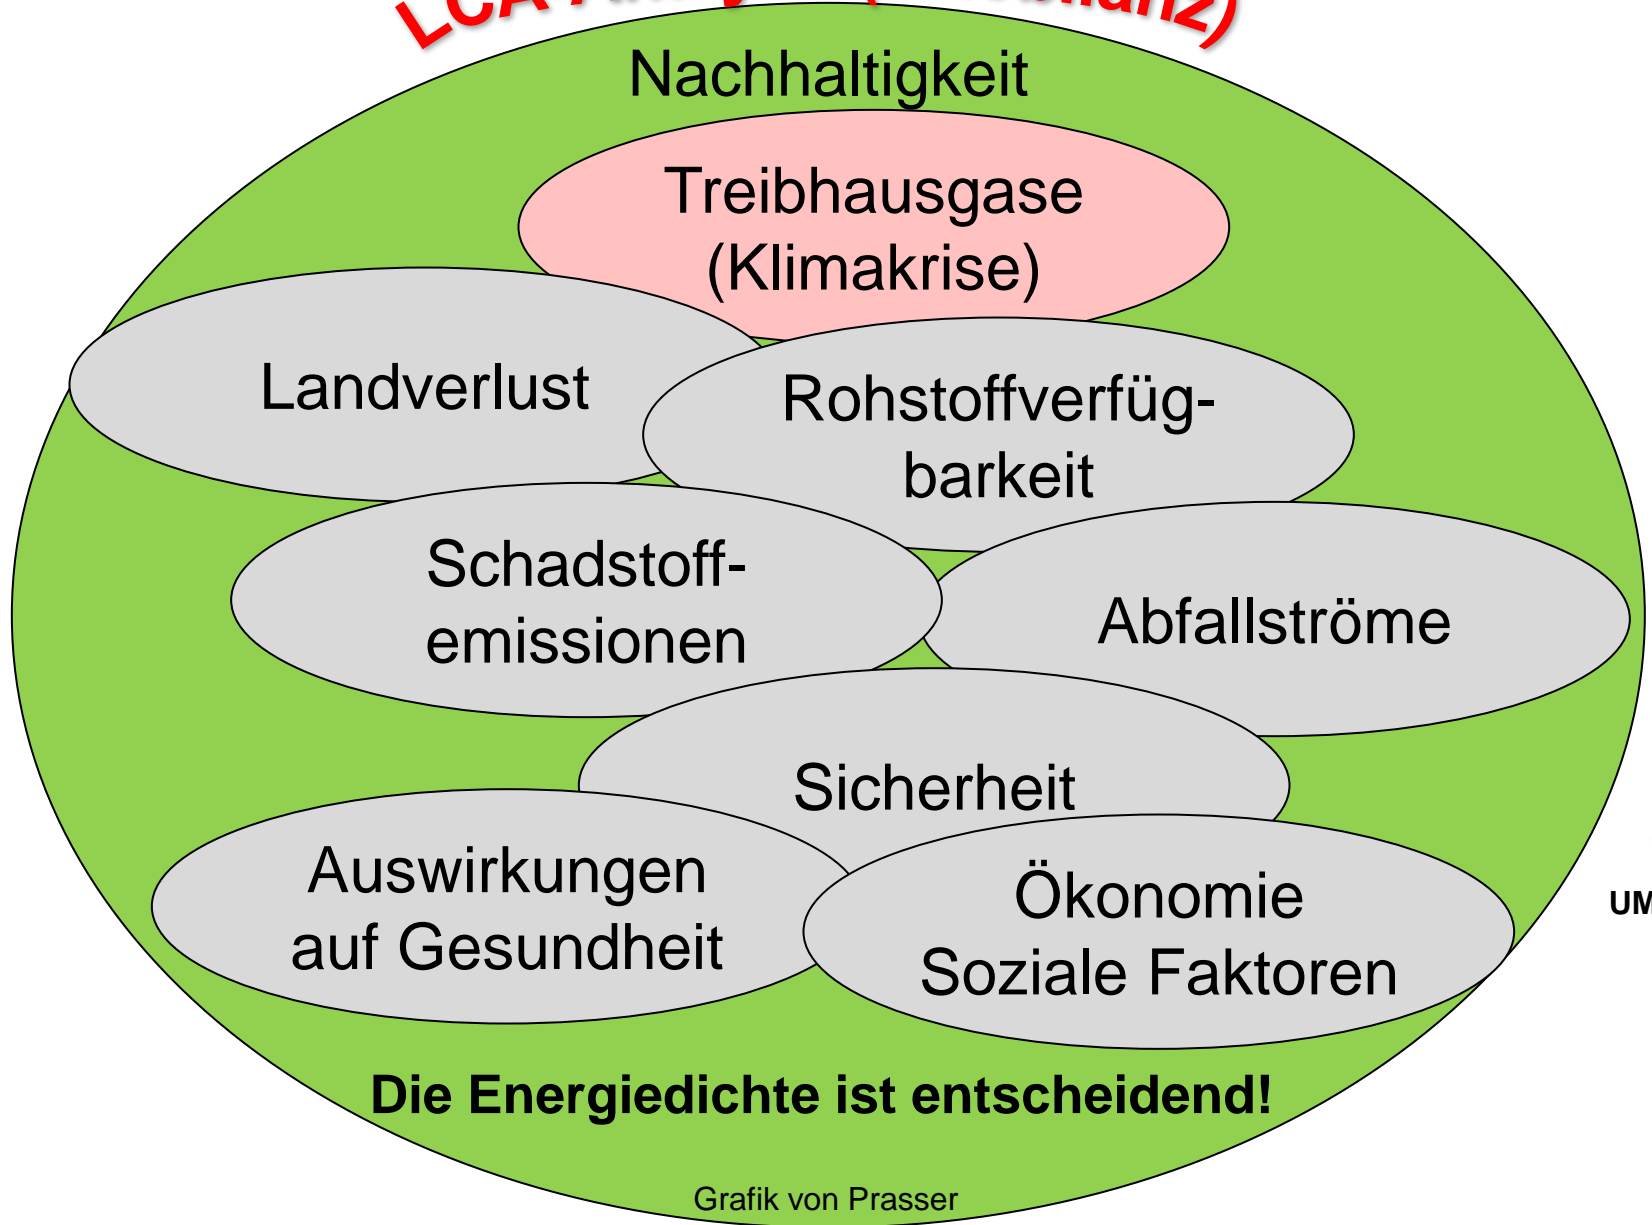 Nachhaltigkeit
Treibhausgase
(Klimakrise)
Landverlust
Rohstoffverfüg-
barkeit
Schadstoff-
emissionen
Abfallströme
Sicherheit
Auswirkungen
auf Gesundheit
Ökonomie
Soziale Faktoren
UM
Die Energiedichte ist entscheidend!
Grafik von Prasser